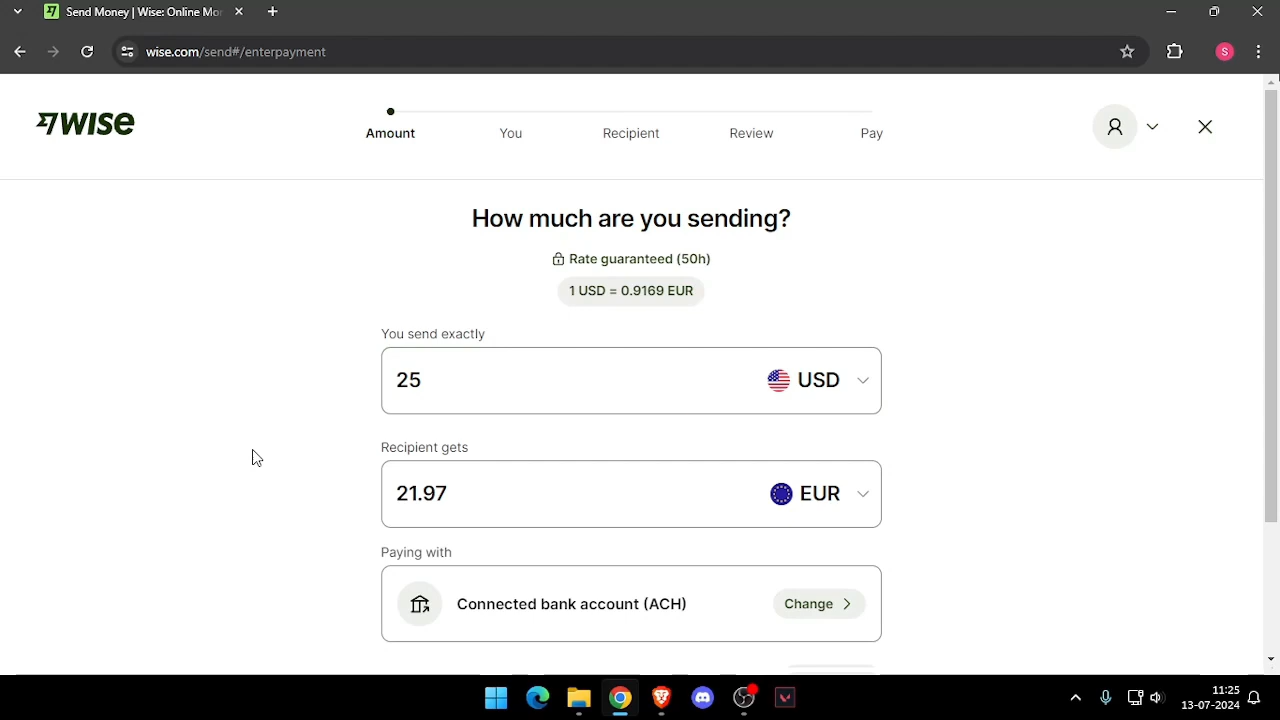 Send Money | Wise: Online Mor
wise.com/send#/enterpayment
S
7WISE
Amount
You
Recipient
Review
Pay
How much are you sending?
Rate guaranteed (50h)
1 USD = 0.9169 EUR
You send exactly
25
USD
Recipient gets
21.97
EUR
Paying with
Connected bank account (ACH)
Change
11:25
13-07-2024